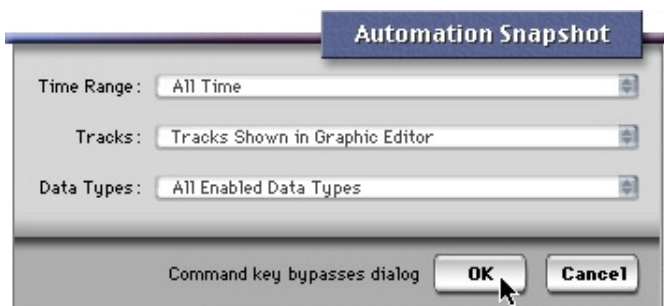 Automation Snapshot
Time Range: All Time
Tracks: Tracks Shown in Graphic Editor
Data Types: All Enabled Data Types
Command key bypasses dialog OK Cancel